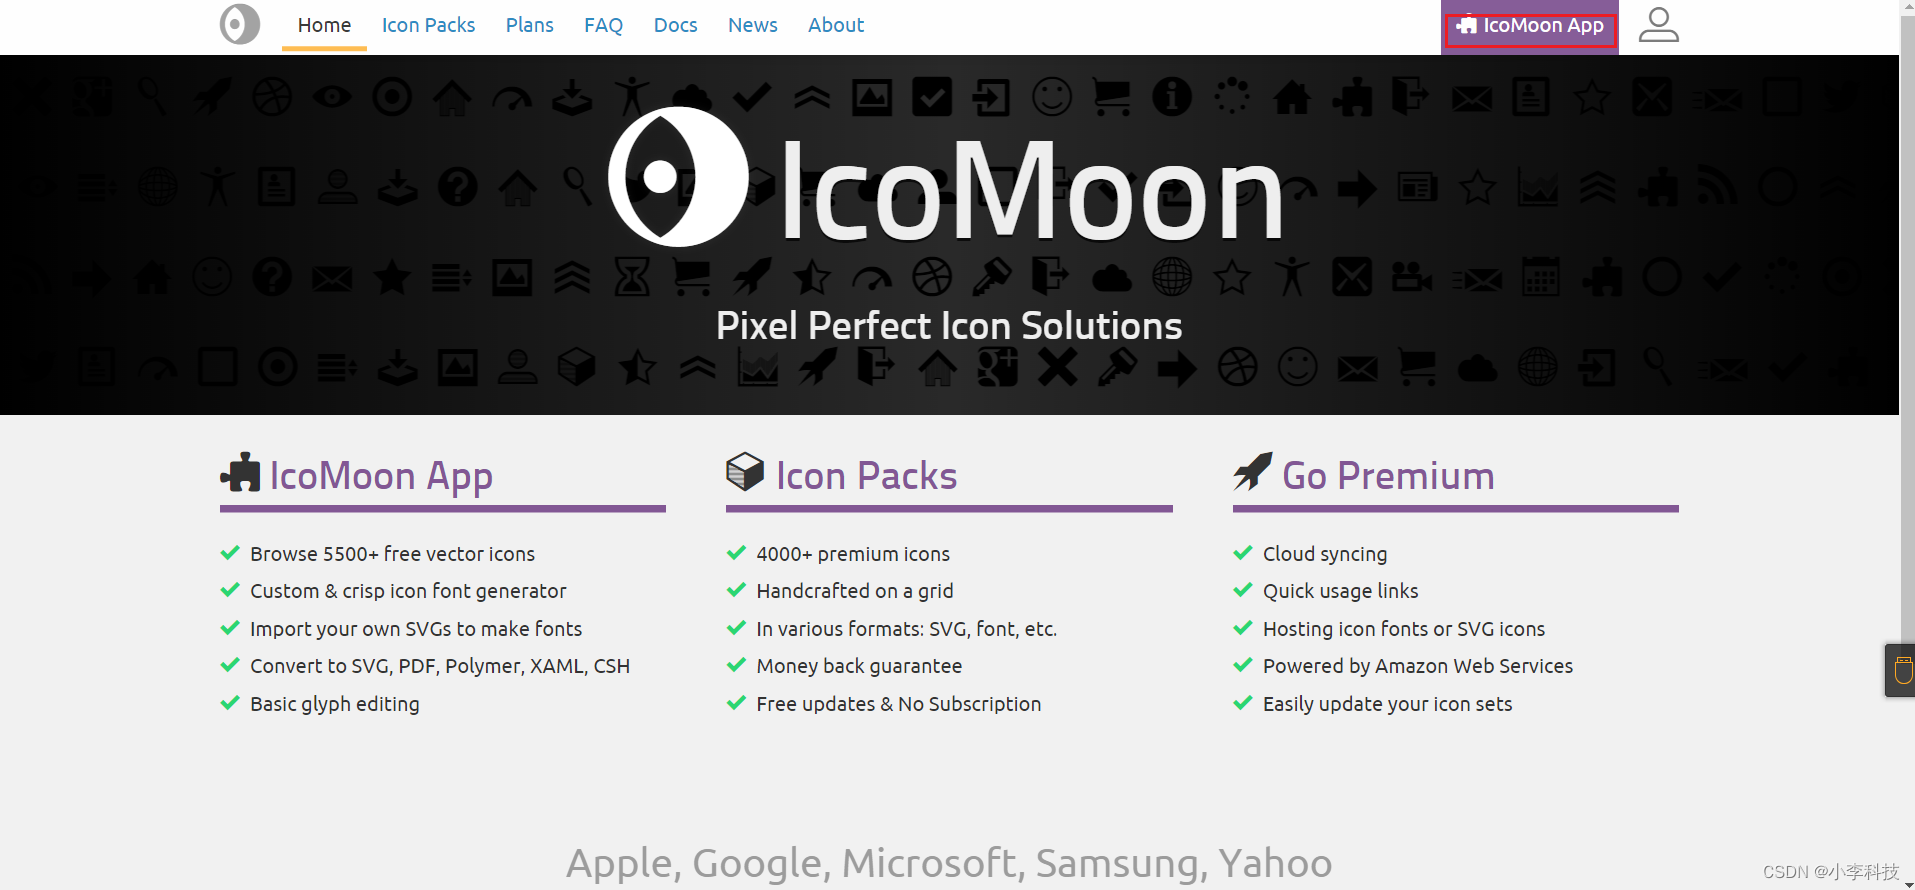 Home Icon Packs Plans FAQ Docs News About IcoMoon App
IcoMoon
Pixel Perfect Icon Solutions
IcoMoon App
Browse 5500+ free vector icons
Custom & crisp icon font generator
Import your own SVGs to make fonts
Convert to SVG, PDF, Polymer, XAML, CSH
Basic glyph editing
Icon Packs
4000+ premium icons
Handcrafted on a grid
In various formats: SVG, font, etc.
Money back guarantee
Free updates & No Subscription
Go Premium
Cloud syncing
Quick usage links
Hosting icon fonts or SVG icons
Powered by Amazon Web Services
Easily update your icon sets
Apple, Google, Microsoft, Samsung, Yahoo
CSDN @小李科技